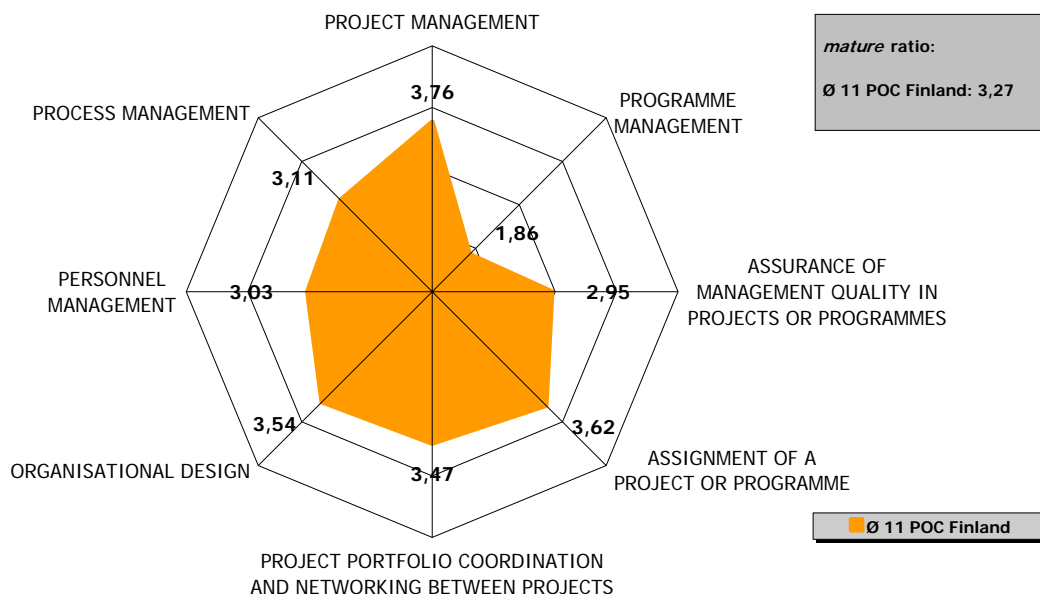 PROJECT MANAGEMENT
mature ratio:
Ø 11 POC Finland: 3,27
PROGRAMME
MANAGEMENT
PROCESS MANAGEMENT
3,76
3,11
1,86
PERSONNEL
MANAGEMENT
3,03
2,95
ASSURANCE OF
MANAGEMENT QUALITY IN
PROJECTS OR PROGRAMMES
3,54
3,62
ORGANISATIONAL DESIGN
3,47
ASSIGNMENT OF A
PROJECT OR PROGRAMME
Ø 11 POC Finland
PROJECT PORTFOLIO COORDINATION
AND NETWORKING BETWEEN PROJECTS